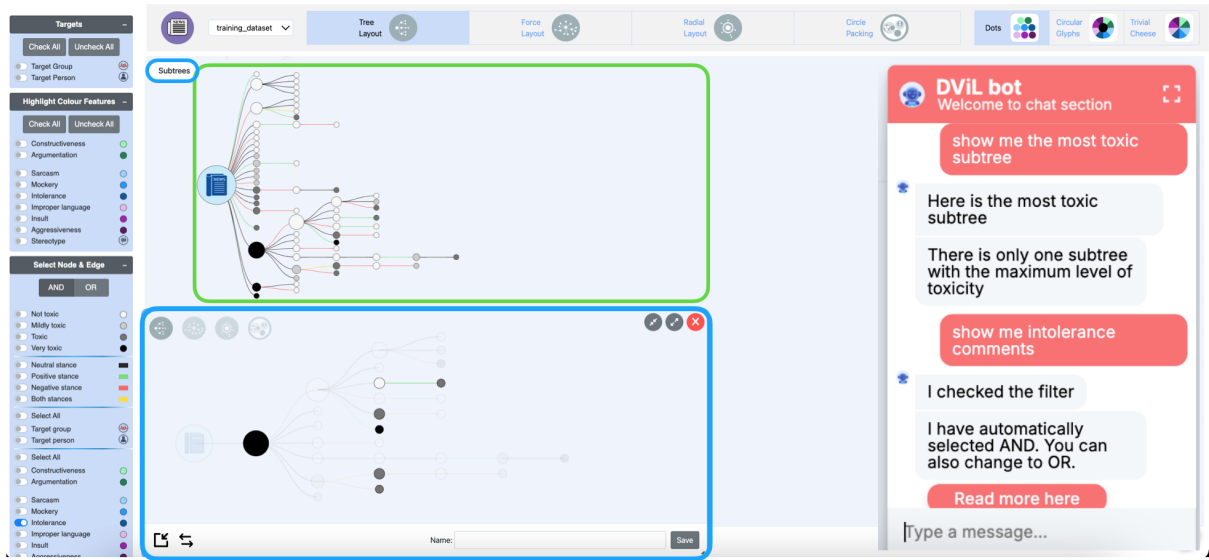 Targets –
Check All Uncheck All
Target Group
Target Person
Highlight Colour Features –
Check All Uncheck All
Constructiveness
Argumentation
Sarcasm
Mockery
Intolerance
Improper language
Insult
Aggressiveness
Stereotype
Select Node & Edge –
AND OR
Not toxic
Mildly toxic
Toxic
Very toxic
Neutral stance
Positive stance
Negative stance
Both stances
Select All
Target group
Target person
Select All
Constructiveness
Argumentation
Sarcasm
Mockery
Intolerance
Improper language
Insult
Aggressiveness
NEWS
training_dataset
Tree
Layout
Force
Layout
Radial
Layout
Circle
Packing
Dots
Circular
Glyphs
Trivial
Cheese
Subtrees
NEWS
Name:
Save
DViL bot
Welcome to chat section
show me the most toxic
subtree
Here is the most toxic
subtree
There is only one subtree
with the maximum level of
toxicity
show me intolerance
comments
I checked the filter
I have automatically
selected AND. You can
also change to OR.
Read more here
Type a message...